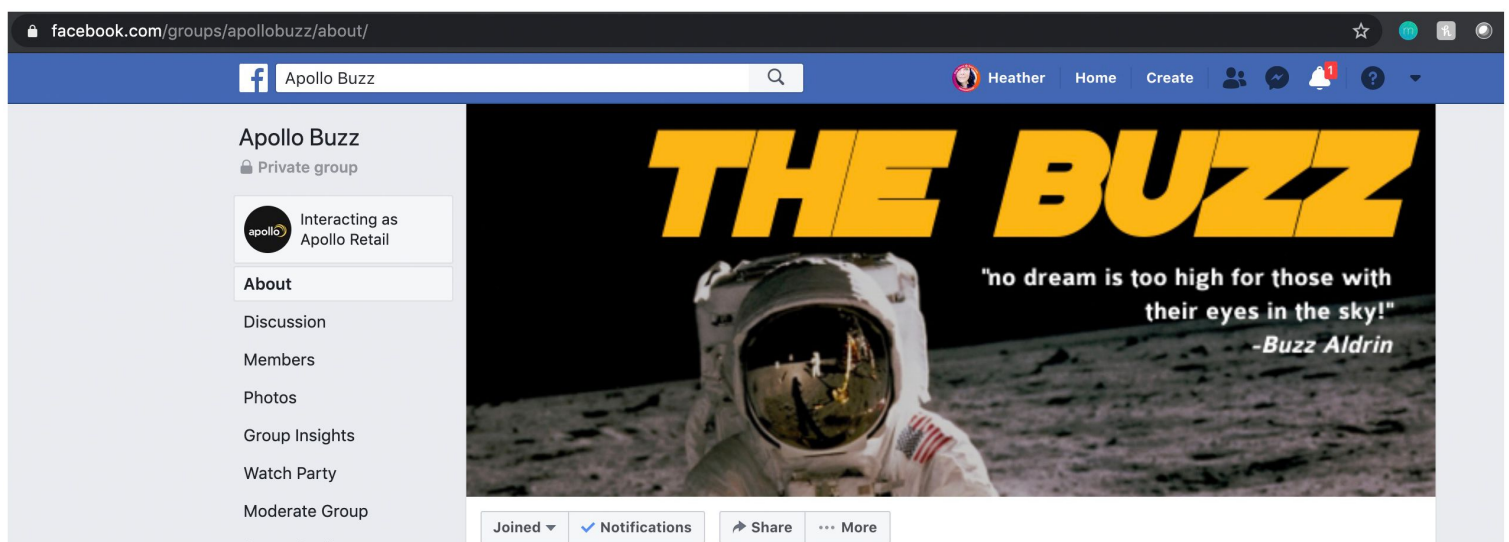 facebook.com/groups/apollobuzz/about/
m
f
Apollo Buzz
Heather
Home
Create
1
?
Apollo Buzz
Private group
apollo
Interacting as
Apollo Retail
About
Discussion
Members
Photos
Group Insights
Watch Party
Moderate Group
THE BUZZ
"no dream is too high for those with
their eyes in the sky!"
-Buzz Aldrin
Joined
Notifications
Share
More